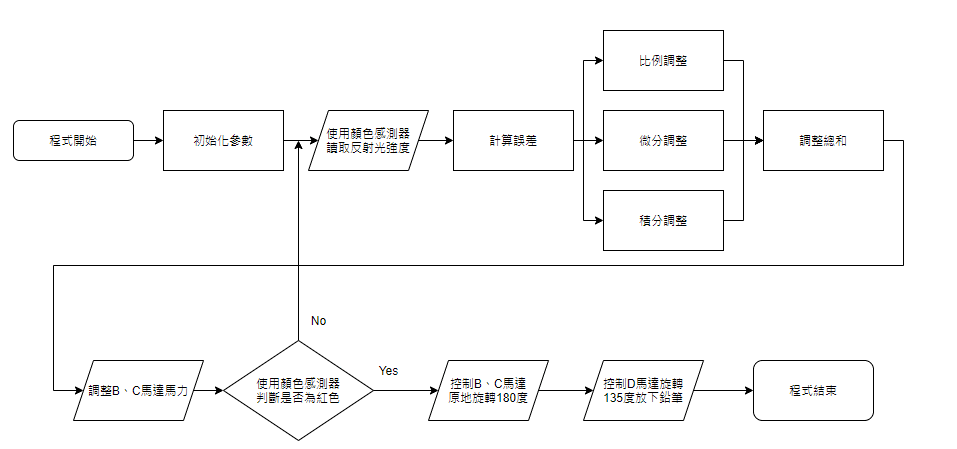 程式開始
初始化參數
使用顏色感測器
讀取反射光強度
計算誤差
比例調整
微分調整
積分調整
調整總和
調整B、C馬達馬力
使用顏色感測器
判斷是否為紅色
No
Yes
控制B、C馬達
原地旋轉180度
控制D馬達旋轉
135度放下鉛筆
程式結束